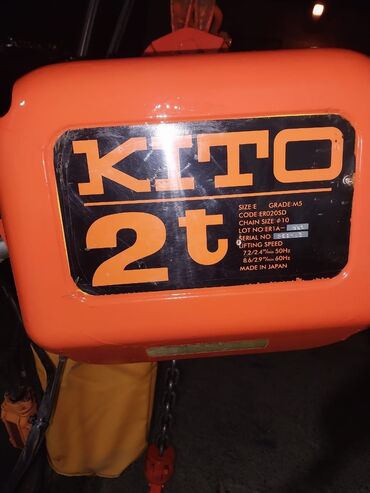 KITO
2t
SIZE E GRADE M5
CODE ER020SD
CHAIN SIZE ø10
LOT NO ER1A-
SERIAL NO
LIFTING SPEED
7.2/2.4m/min 50Hz
8.6/2.9m/min 60Hz
MADE IN JAPAN